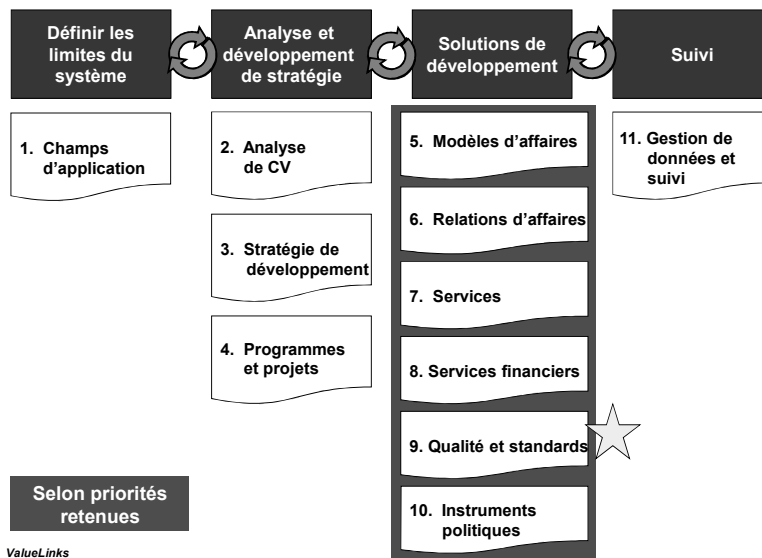 Définir les
limites du
système
Analyse et
développement
de stratégie
Solutions de
développement
Suivi
1. Champs
d'application
2. Analyse
de CV
3. Stratégie de
développement
4. Programmes
et projets
5. Modèles d'affaires
6. Relations d'affaires
7. Services
8. Services financiers
9. Qualité et standards
10. Instruments
politiques
11. Gestion de
données et
suivi
Selon priorités
retenues
ValueLinks